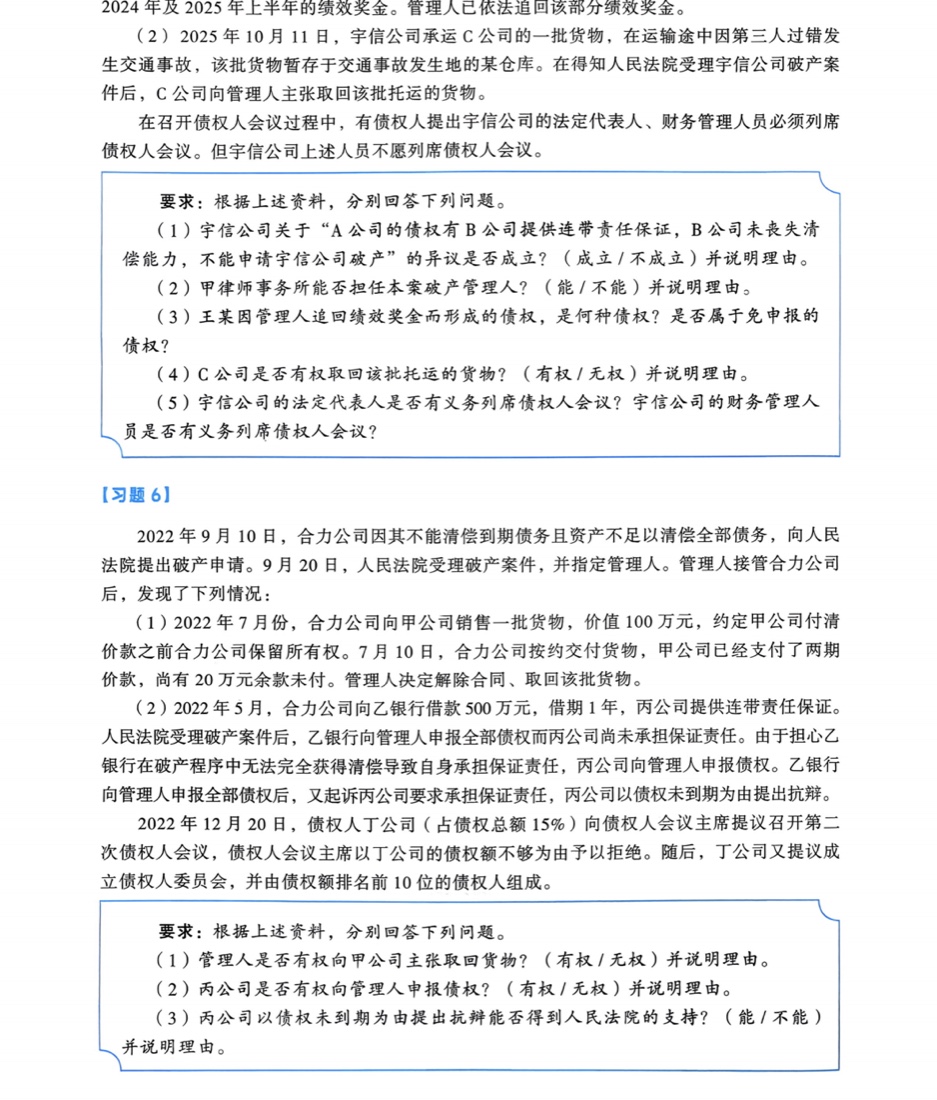 2024 年及 2025 年上半年的绩效奖金。管理人已依法追回该部分绩效奖金。
（2）2025 年 10 月 11 日，宇信公司承运 C 公司的一批货物，在运输途中因第三人过错发
生交通事故，该批货物暂存于交通事故发生地的某仓库。在得知人民法院受理宇信公司破产案
件后，C 公司向管理人主张取回该批托运的货物。
在召开债权人会议过程中，有债权人提出宇信公司的法定代表人、财务管理人员必须列席
债权人会议。但宇信公司上述人员不愿列席债权人会议。
要求：根据上述资料，分别回答下列问题。
（1）宇信公司关于“A 公司的债权有 B 公司提供连带责任保证，B 公司未丧失清
偿能力，不能申请宇信公司破产”的异议是否成立？（成立 / 不成立）并说明理由。
（2）甲律师事务所能否担任本案破产管理人？（能 / 不能）并说明理由。
（3）王某因管理人追回绩效奖金而形成的债权，是何种债权？是否属于免申报的
债权？
（4）C 公司是否有权取回该批托运的货物？（有权 / 无权）并说明理由。
（5）宇信公司的法定代表人是否有义务列席债权人会议？宇信公司的财务管理人
员是否有义务列席债权人会议？
【习题 6】
2022 年 9 月 10 日，合力公司因其不能清偿到期债务且资产不足以清偿全部债务，向人民
法院提出破产申请。9 月 20 日，人民法院受理破产案件，并指定管理人。管理人接管合力公司
后，发现了下列情况：
（1）2022 年 7 月份，合力公司向甲公司销售一批货物，价值 100 万元，约定甲公司付清
价款之前合力公司保留所有权。7 月 10 日，合力公司按约交付货物，甲公司已经支付了两期
价款，尚有 20 万元余款未付。管理人决定解除合同、取回该批货物。
（2）2022 年 5 月，合力公司向乙银行借款 500 万元，借期 1 年，丙公司提供连带责任保证。
人民法院受理破产案件后，乙银行向管理人申报全部债权而丙公司尚未承担保证责任。由于担心乙
银行在破产程序中无法完全获得清偿导致自身承担保证责任，丙公司向管理人申报债权。乙银行
向管理人申报全部债权后，又起诉丙公司要求承担保证责任，丙公司以债权未到期为由提出抗辩。
2022 年 12 月 20 日，债权人丁公司（占债权总额 15%）向债权人会议主席提议召开第二
次债权人会议，债权人会议主席以丁公司的债权额不够为由予以拒绝。随后，丁公司又提议成
立债权人委员会，并由债权额排名前 10 位的债权人组成。
要求：根据上述资料，分别回答下列问题。
（1）管理人是否有权向甲公司主张取回货物？（有权 / 无权）并说明理由。
（2）丙公司是否有权向管理人申报债权？（有权 / 无权）并说明理由。
（3）丙公司以债权未到期为由提出抗辩能否得到人民法院的支持？（能 / 不能）
并说明理由。